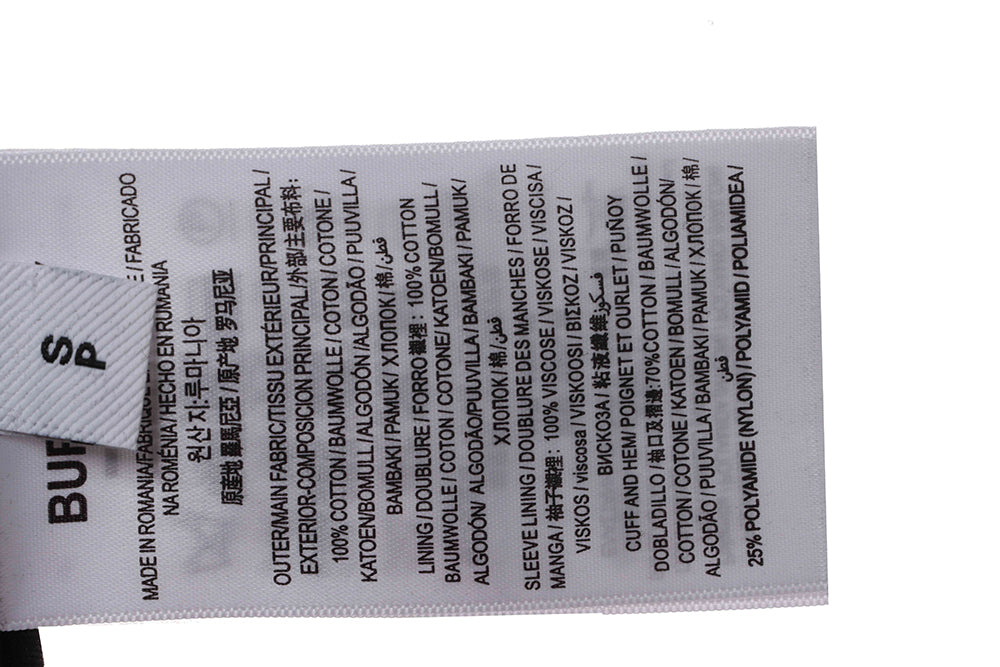 S
P
BUR
MADE IN ROMANIA/FABRIQUÉ / FABRICADO
NA ROMÉNIA/HECHO EN RUMANIA
원산지:루마니아
原産地 羅馬尼亞 / 原产地 罗马尼亚
OUTER/MAIN FABRIC/TISSU EXTÉRIEUR/PRINCIPAL/
EXTERIOR-COMPOSICION PRINCIPAL/外部/主要布料:
100% COTTON/BAUMWOLLE/COTON/COTONE/
KATOEN/BOMULL/ALGODÓN/ALGODÃO/PUUVILLA/
BAMBAKI/PAMUK/ХЛОПОК/棉/قطن
LINING/DOUBLURE/FORRO 襯裡: 100% COTTON
BAUMWOLLE/COTON/COTONE/KATOEN/BOMULL/
ALGODÓN/ALGODÃO/PUUVILLA/BAMBAKI/PAMUK/
ХЛОПОК/棉/قطن
SLEEVE LINING/DOUBLURE DES MANCHES/FORRO DE
MANGA/袖子襯裡: 100% VISCOSE/VISKOSE/VISCISA/
VISKOS/viscosa/VISKOOSI/ΒΙΣΚΟΖ/VISKOZ/
ВИСКОЗА/粘液纖維/فسكوز
CUFF AND HEM/POIGNET ET OURLET/PUÑOY
DOBLADILLO/袖口及摺邊-70%COTTON/BAUMWOLLE/
COTTON/COTONE/KATOEN/BOMULL/ALGODÓN/
ALGODÃO/PUUVILLA/BAMBAKI/PAMUK/ХЛОПОК/棉/
قطن
25% POLYAMIDE (NYLON)/POLYAMID/POLIAMIDEA/